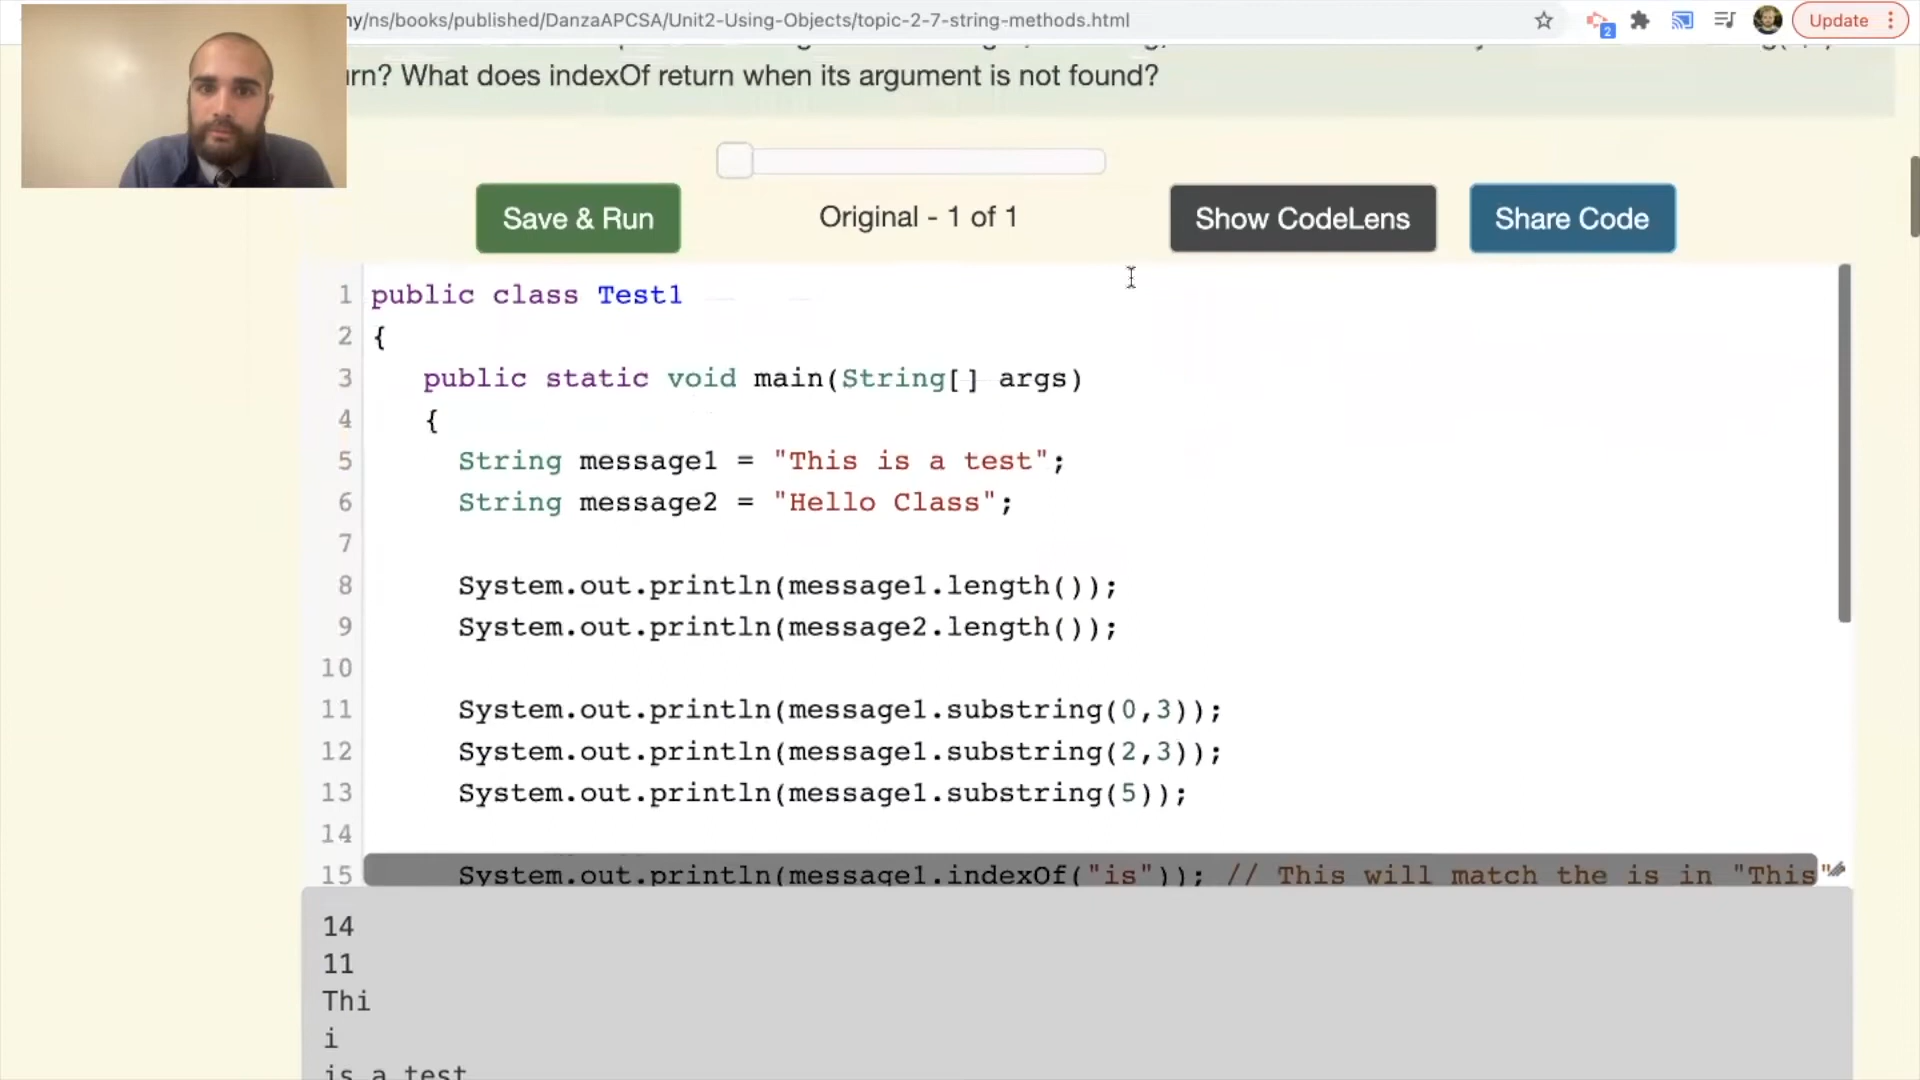 ny/ns/books/published/DanzaAPCSA/Unit2-Using-Objects/topic-2-7-string-methods.html
2
Update
urn? What does indexOf return when its argument is not found?
Save & Run
Original - 1 of 1
Show CodeLens
Share Code
1 public class Test1
2 {
3 public static void main(String[] args)
4 {
5 String message1 = "This is a test";
6 String message2 = "Hello Class";
7
8 System.out.println(message1.length());
9 System.out.println(message2.length());
10
11 System.out.println(message1.substring(0,3));
12 System.out.println(message1.substring(2,3));
13 System.out.println(message1.substring(5));
14
15 System.out.println(message1.indexOf("is")); // This will match the is in "This"
14
11
Thi
i
is a test